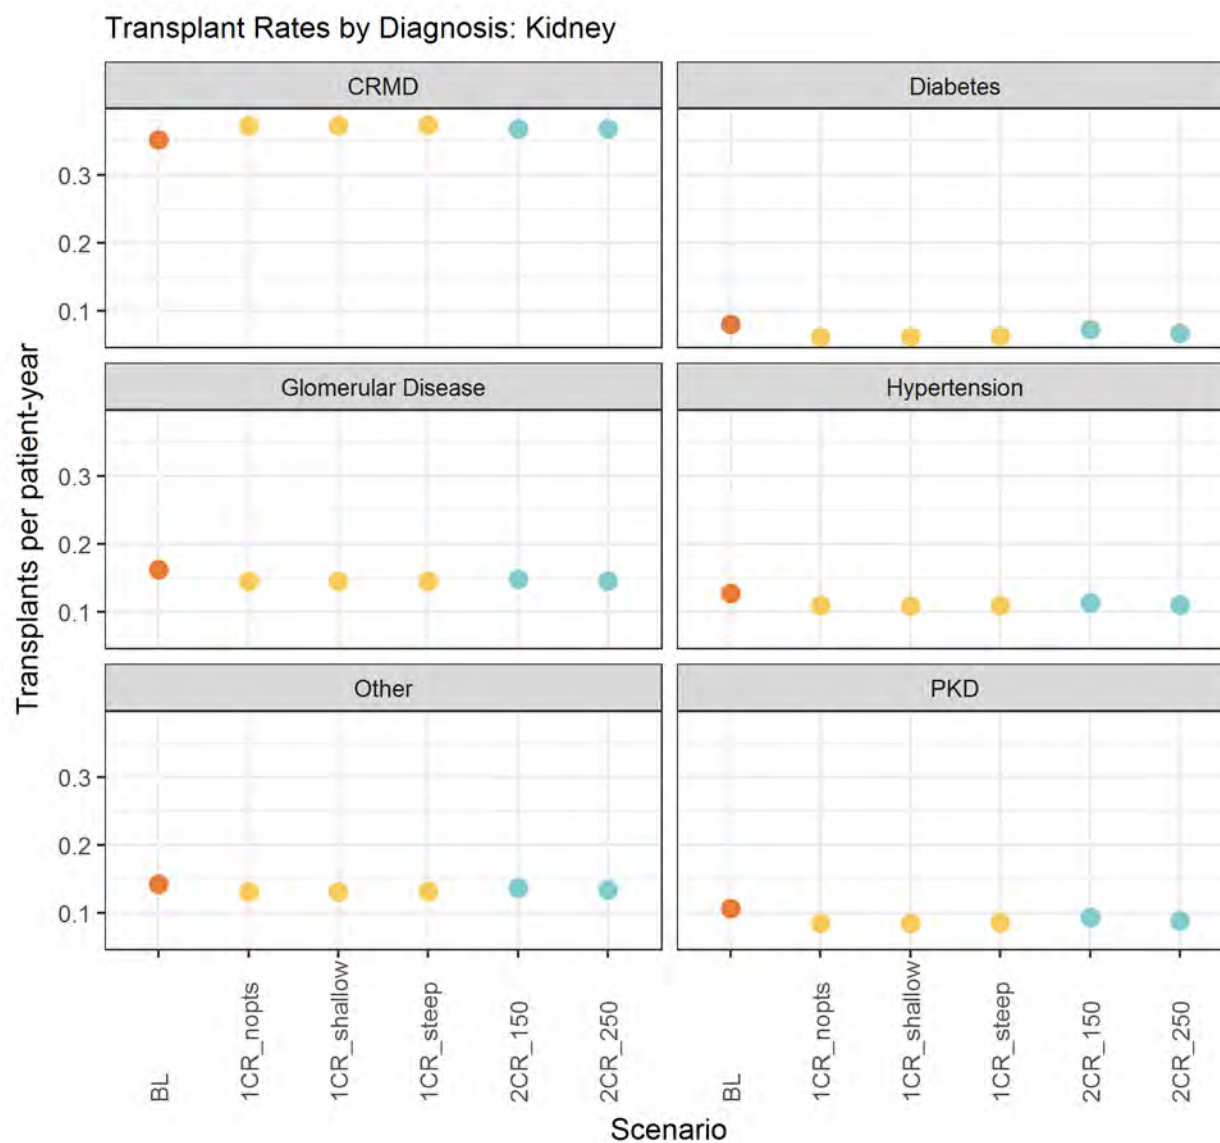 Transplant Rates by Diagnosis: Kidney
CRMD
Diabetes
0.3
0.2
0.1
Glomerular Disease
Hypertension
0.3
0.2
0.1
Other
PKD
0.3
0.2
0.1
Transplants per patient-year
BL
1CR_nopts
1CR_shallow
1CR_steep
2CR_150
2CR_250
BL
1CR_nopts
1CR_shallow
1CR_steep
2CR_150
2CR_250
Scenario